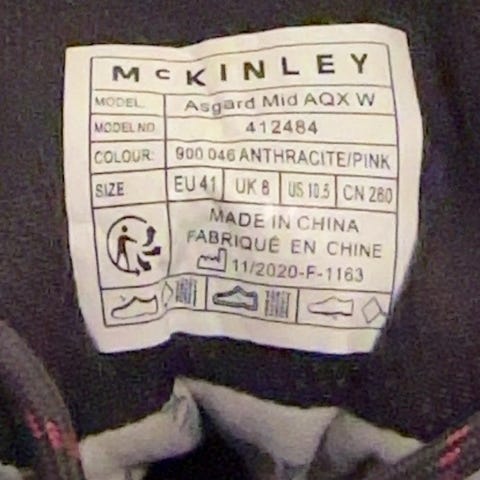 McKINLEY
MODEL: Asgard Mid AQX W
MODEL NO. 412484
COLOUR: 900 046 ANTHRACITE/PINK
SIZE: EU 41 UK 8 US 10.5 CN 260
MADE IN CHINA
FABRIQUÉ EN CHINE
11/2020-F-1163